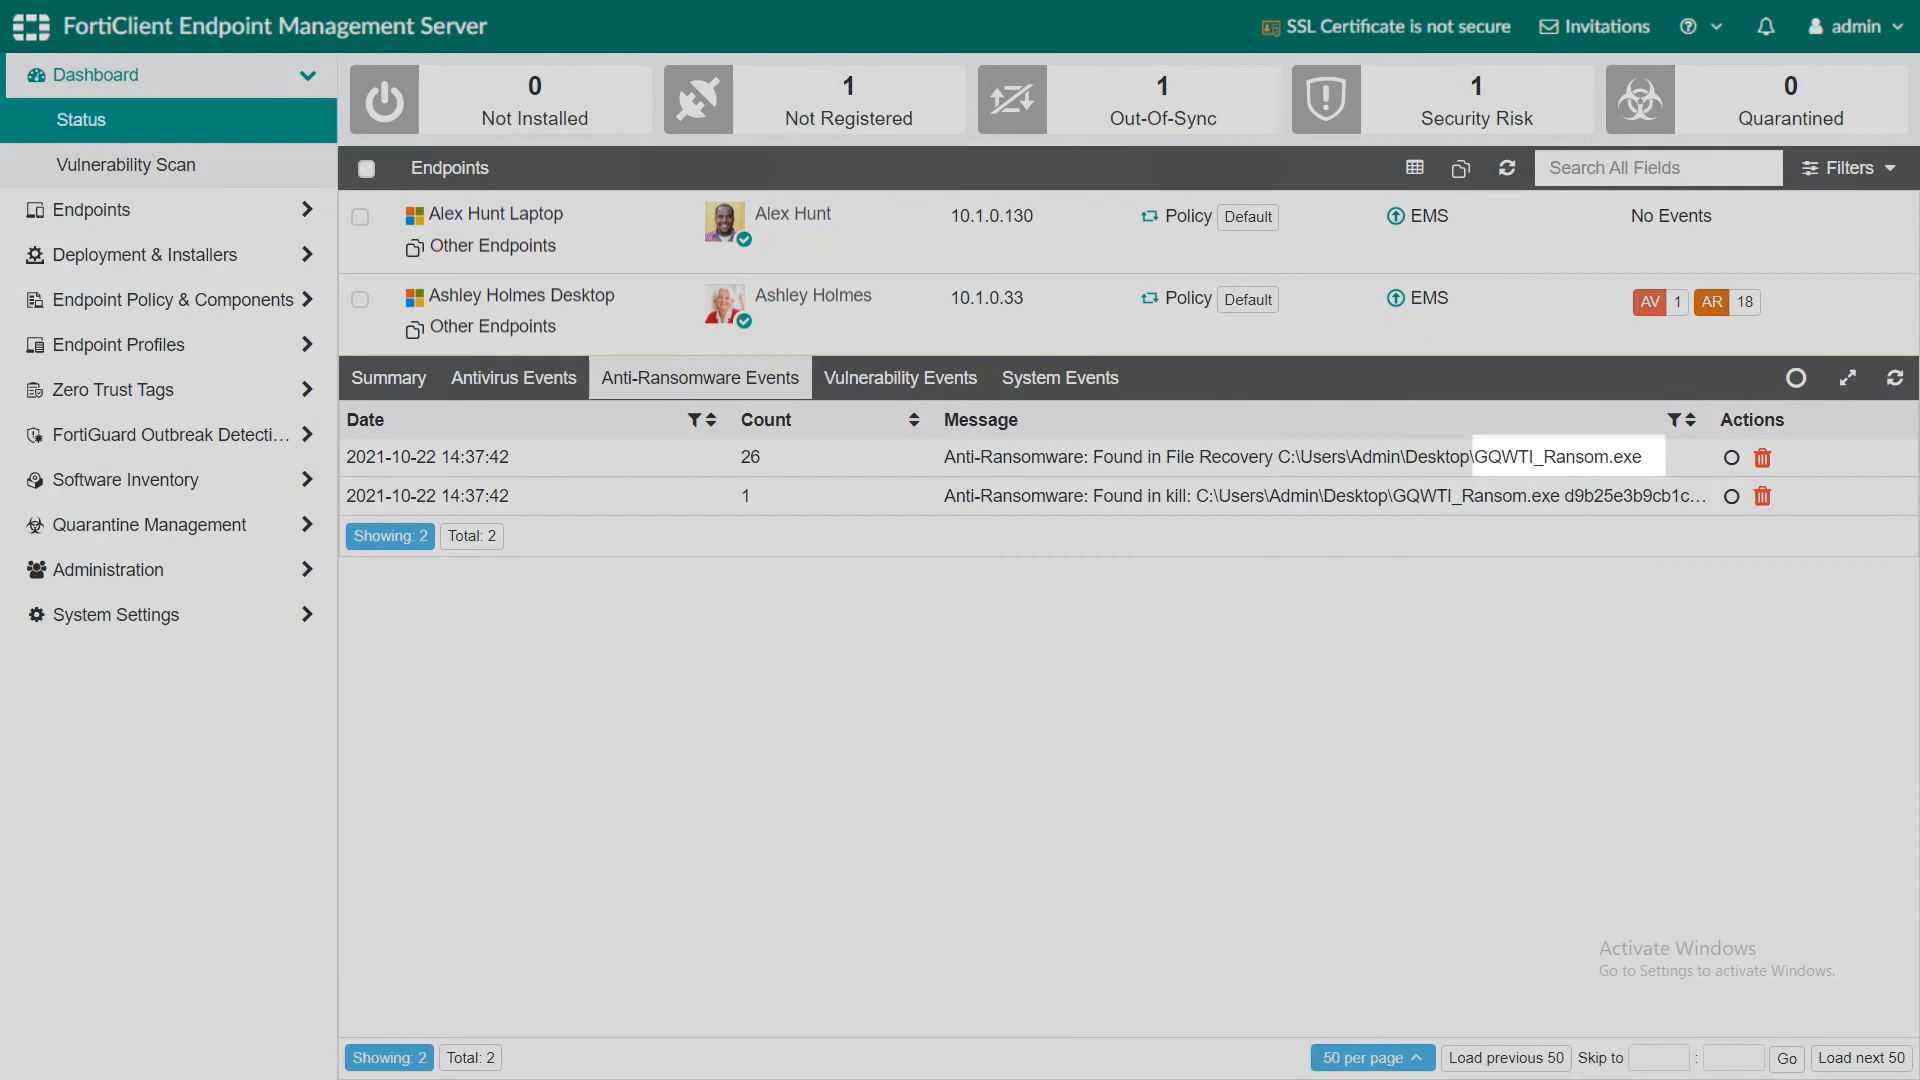 FortiClient Endpoint Management Server
SSL Certificate is not secure
Invitations
admin
Dashboard
Status
Vulnerability Scan
Endpoints
Deployment & Installers
Endpoint Policy & Components
Endpoint Profiles
Zero Trust Tags
FortiGuard Outbreak Detecti...
Software Inventory
Quarantine Management
Administration
System Settings
0
Not Installed
1
Not Registered
1
Out-Of-Sync
1
Security Risk
0
Quarantined
Endpoints
Search All Fields
Filters
Alex Hunt Laptop
Other Endpoints
Alex Hunt
10.1.0.130
Policy Default
EMS
No Events
Ashley Holmes Desktop
Other Endpoints
Ashley Holmes
10.1.0.33
Policy Default
EMS
AV 1 AR 18
Summary Antivirus Events Anti-Ransomware Events Vulnerability Events System Events
Date Count Message Actions
2021-10-22 14:37:42 26 Anti-Ransomware: Found in File Recovery C:\Users\Admin\Desktop\GQWTI_Ransom.exe
2021-10-22 14:37:42 1 Anti-Ransomware: Found in kill: C:\Users\Admin\Desktop\GQWTI_Ransom.exe d9b25e3b9cb1c...
Showing: 2 Total: 2
Activate Windows
Go to Settings to activate Windows.
Showing: 2 Total: 2
50 per page Load previous 50 Skip to : Go Load next 50